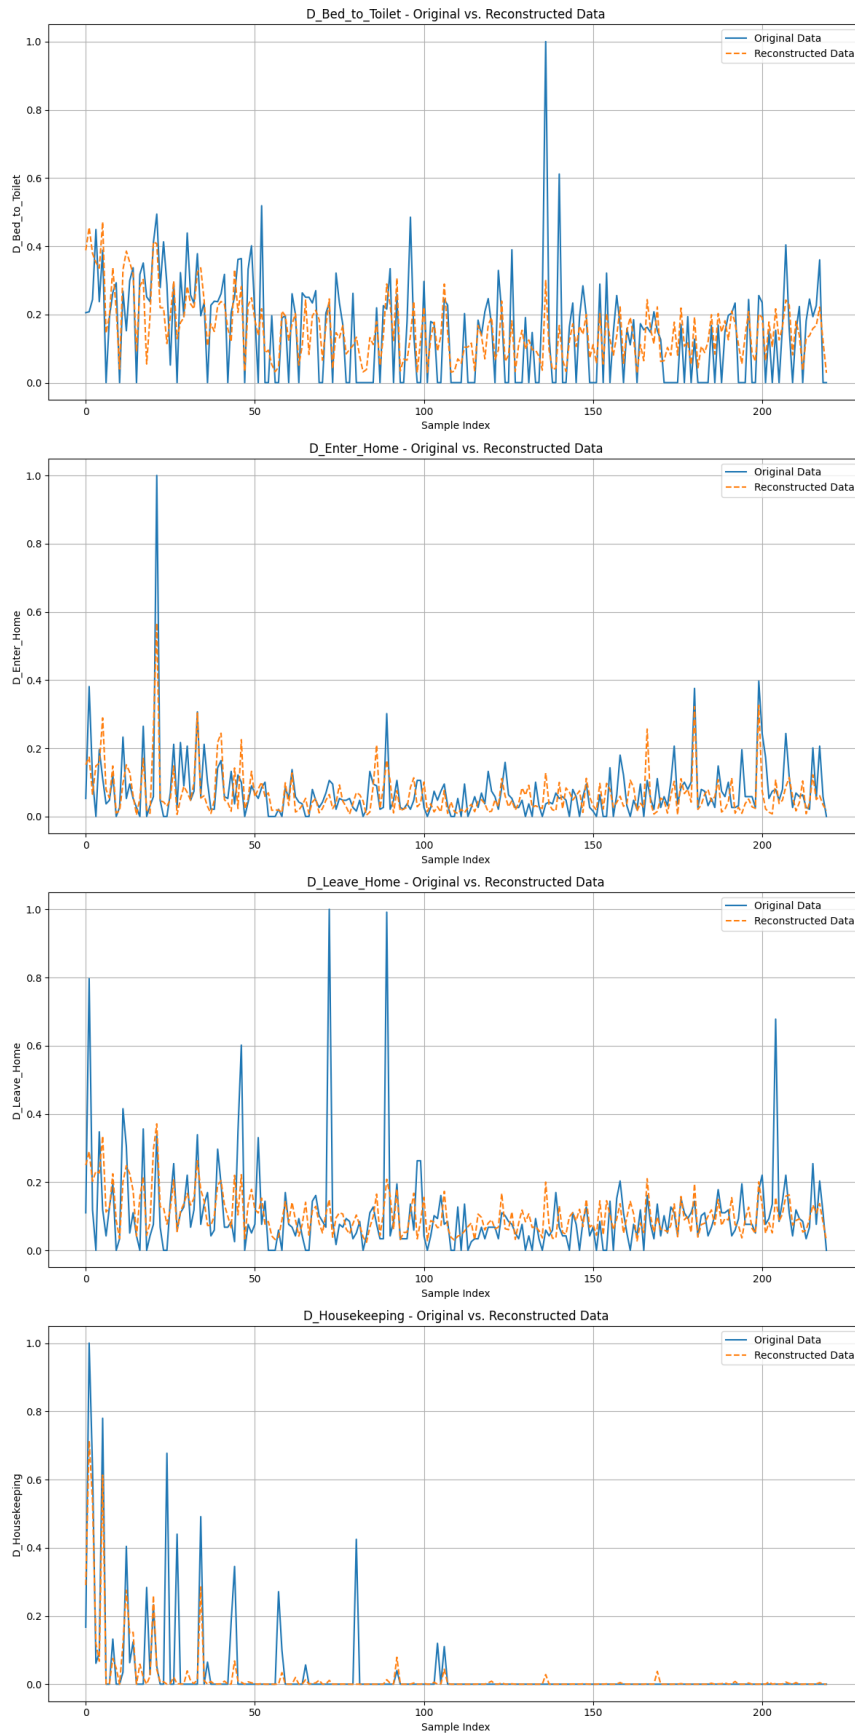 D_Bed_to_Toilet - Original vs. Reconstructed Data
Original Data
Reconstructed Data
1.0
0.8
0.6
0.4
0.2
0.0
D_Bed_to_Toilet
0 50 100 150 200
Sample Index
D_Enter_Home - Original vs. Reconstructed Data
Original Data
Reconstructed Data
1.0
0.8
0.6
0.4
0.2
0.0
D_Enter_Home
0 50 100 150 200
Sample Index
D_Leave_Home - Original vs. Reconstructed Data
Original Data
Reconstructed Data
1.0
0.8
0.6
0.4
0.2
0.0
D_Leave_Home
0 50 100 150 200
Sample Index
D_Housekeeping - Original vs. Reconstructed Data
Original Data
Reconstructed Data
1.0
0.8
0.6
0.4
0.2
0.0
D_Housekeeping
0 50 100 150 200
Sample Index